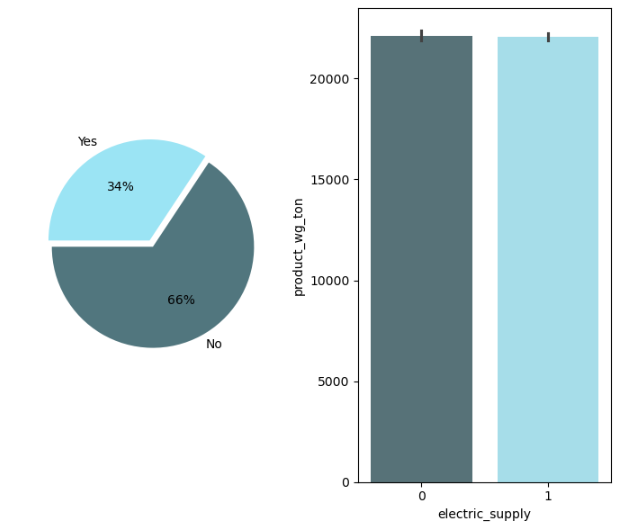 Yes
34%
66%
No
product_wg_ton
20000
15000
10000
5000
0
0 1
electric_supply